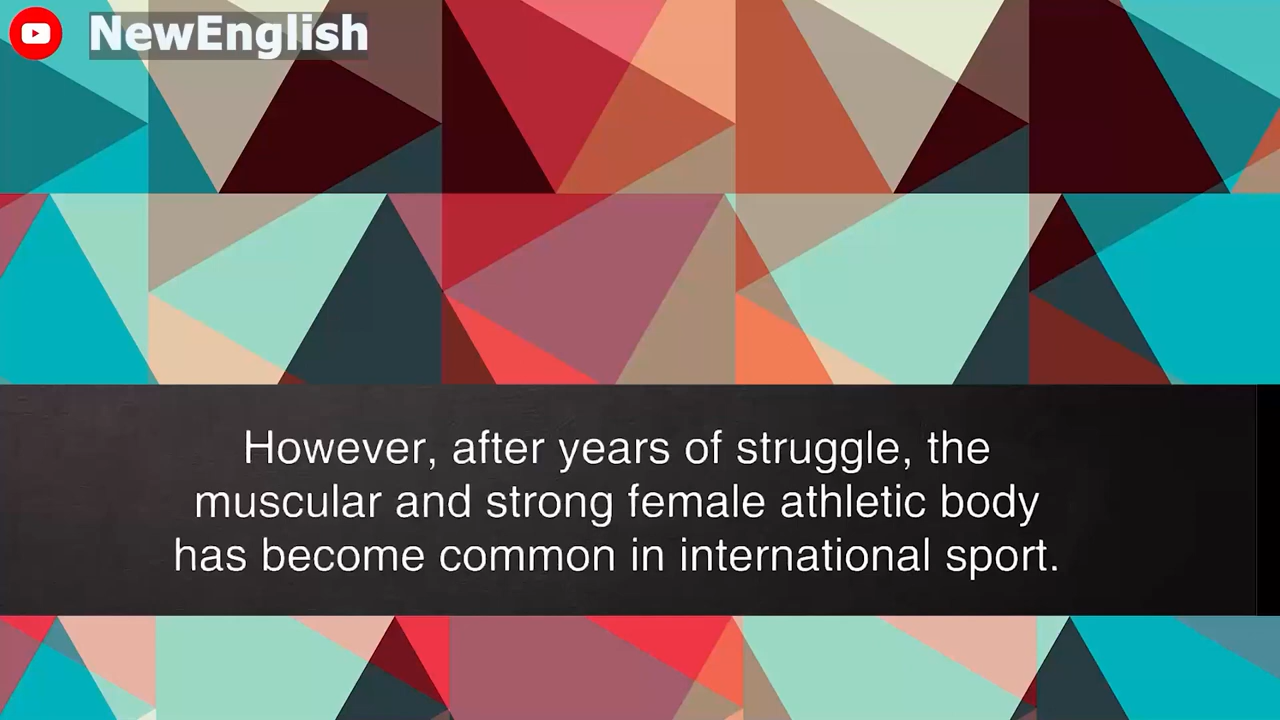 NewEnglish
However, after years of struggle, the
muscular and strong female athletic body
has become common in international sport.